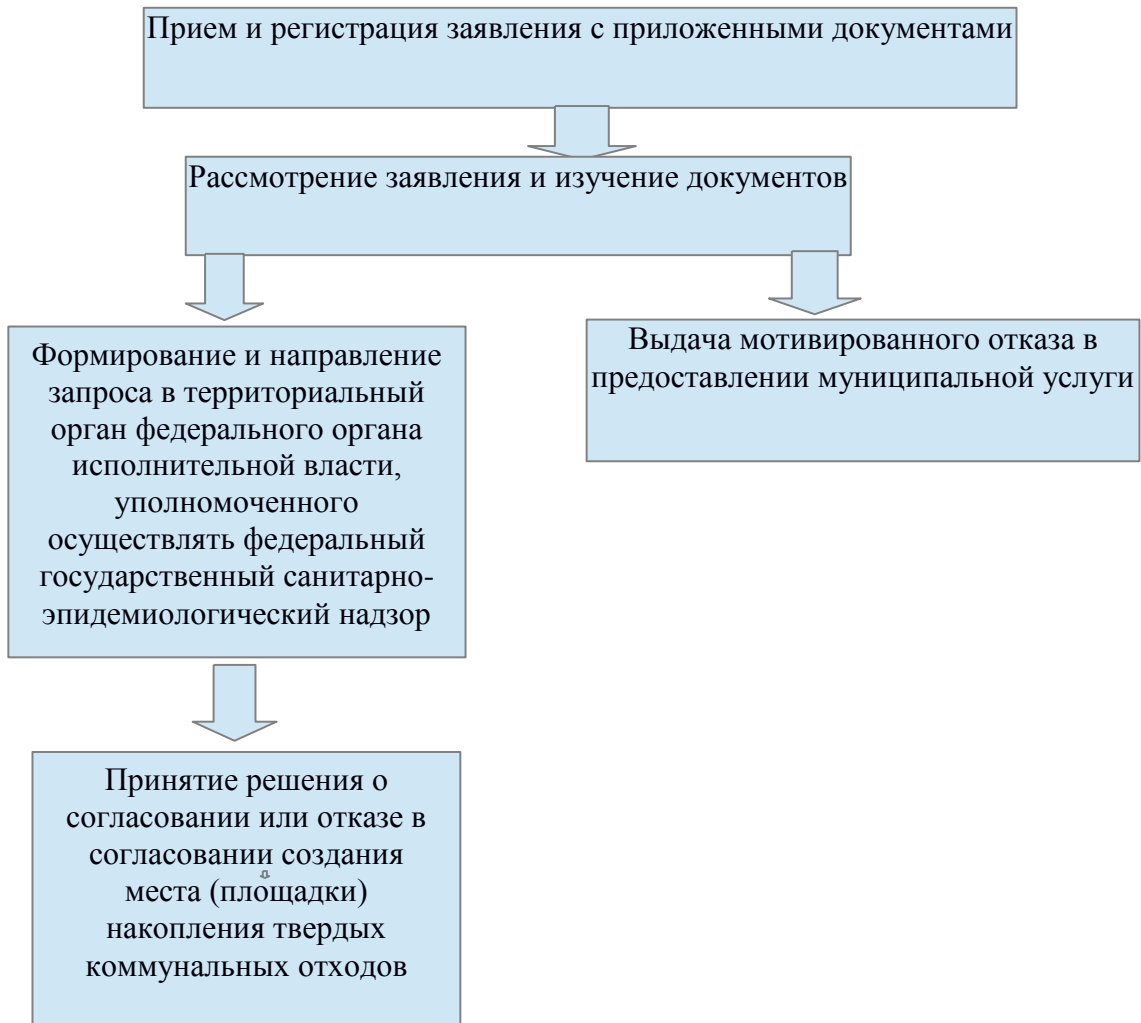 Прием и регистрация заявления с приложенными документами
Рассмотрение заявления и изучение документов
Формирование и направление
запроса в территориальный
орган федерального органа
исполнительной власти,
уполномоченного
осуществлять федеральный
государственный санитарно-
эпидемиологический надзор
Выдача мотивированного отказа в
предоставлении муниципальной услуги
Принятие решения о
согласовании или отказе в
согласовании создания
места (площадки)
накопления твердых
коммунальных отходов